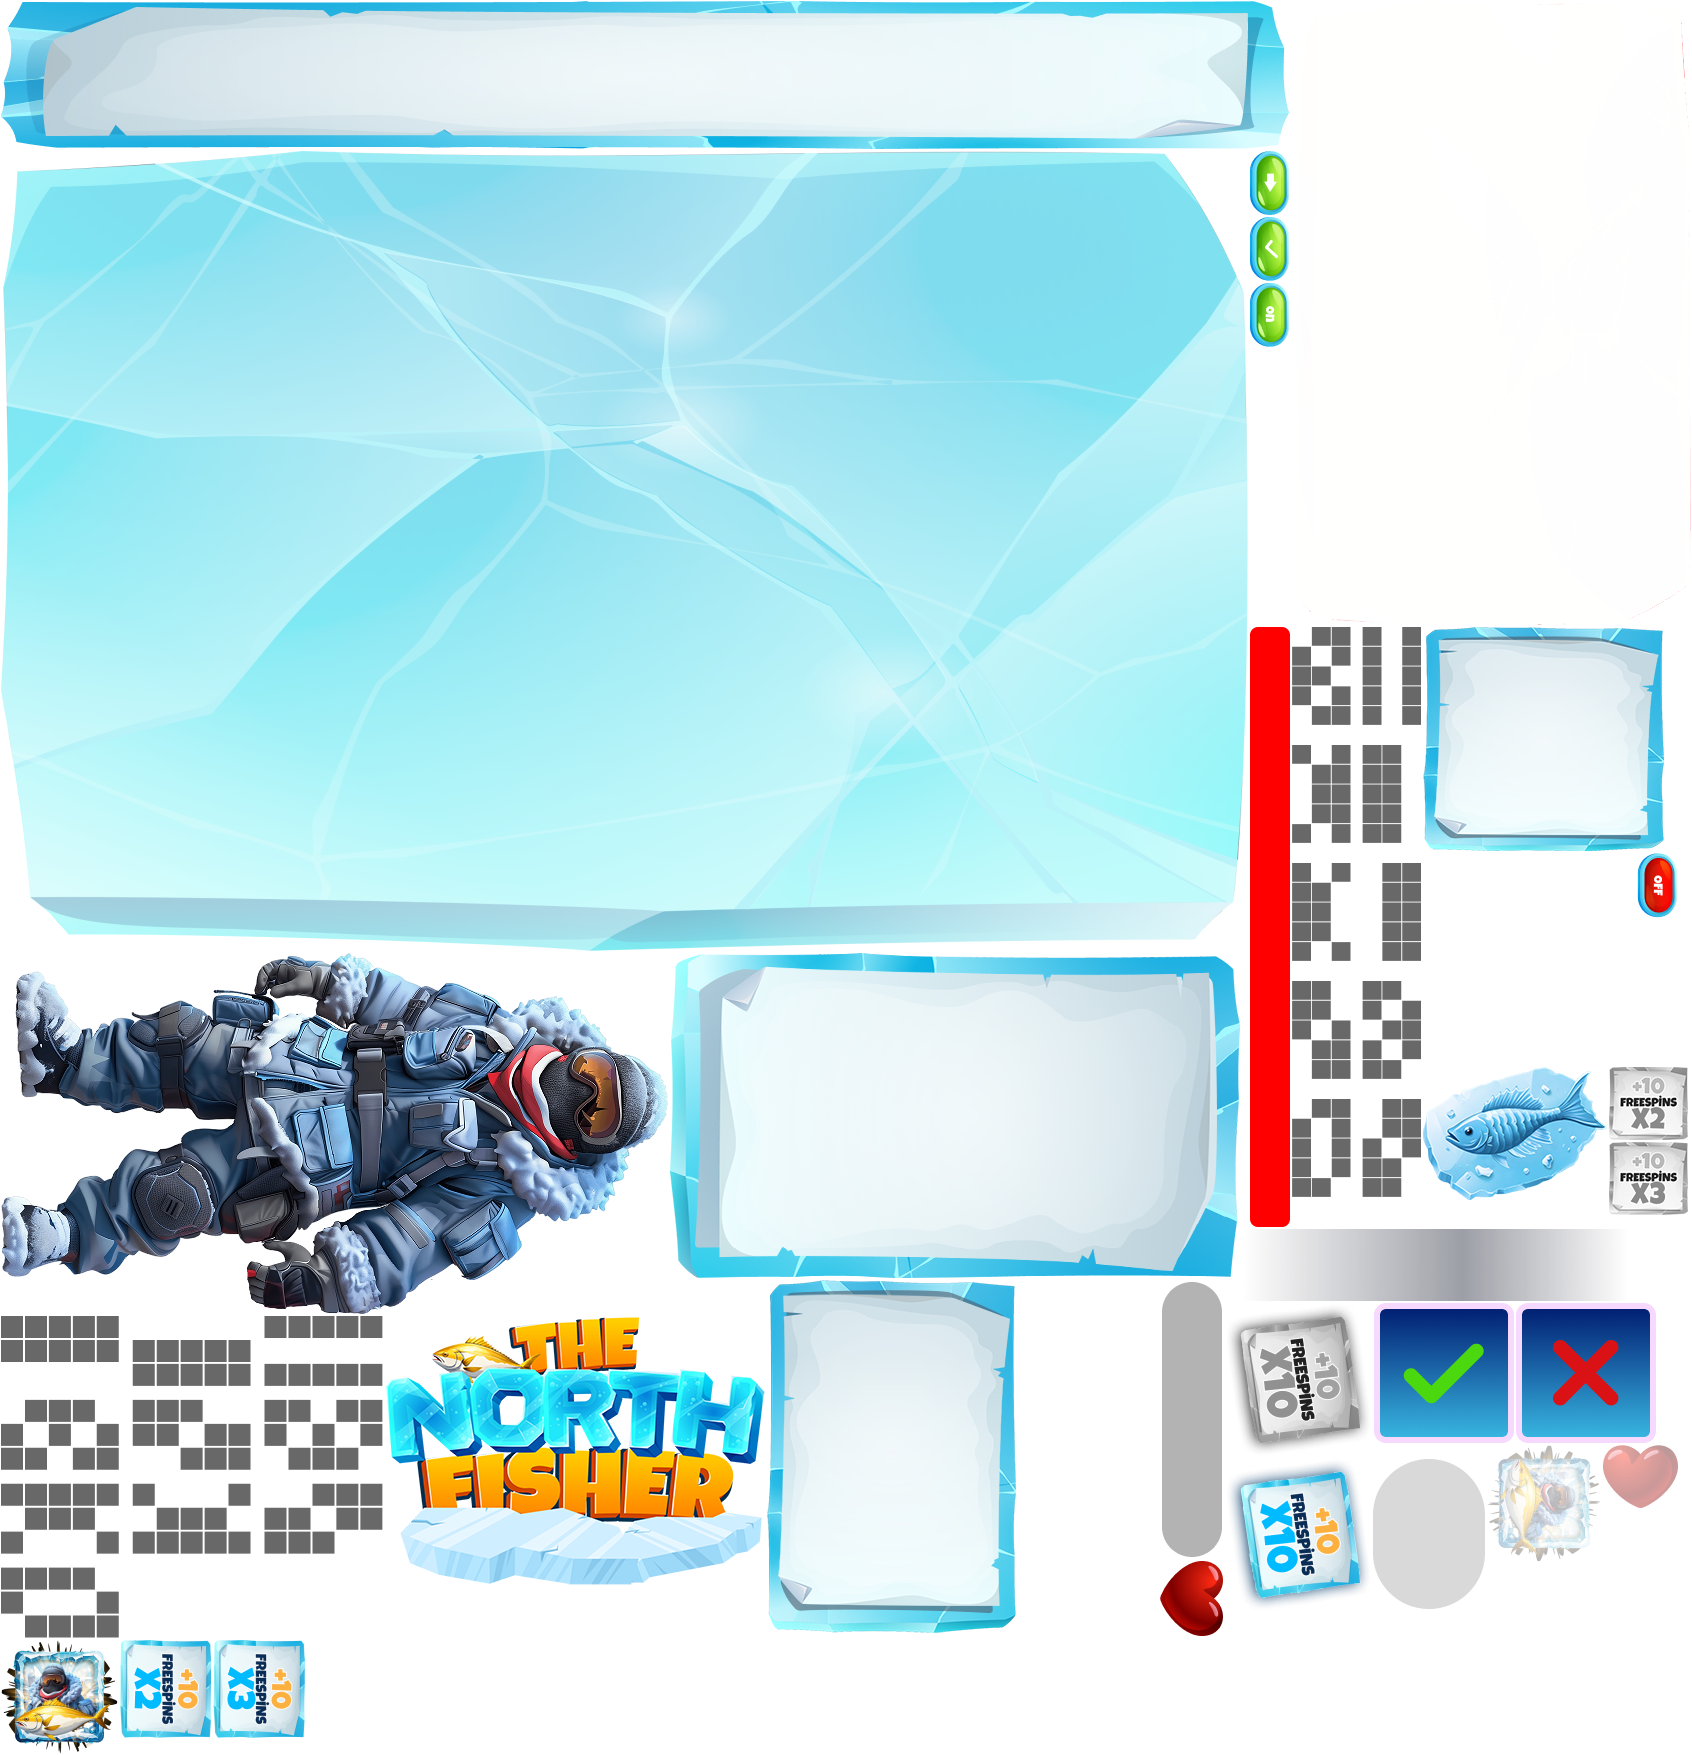 on
OFF
+10
FREESPiNS
X2
+10
FREESPiNS
X3
THE
NORTH
FISHER
+10
FREESPiNS
X10
+10
FREESPiNS
X10
+10
FREESPiNS
X2
+10
FREESPiNS
X3